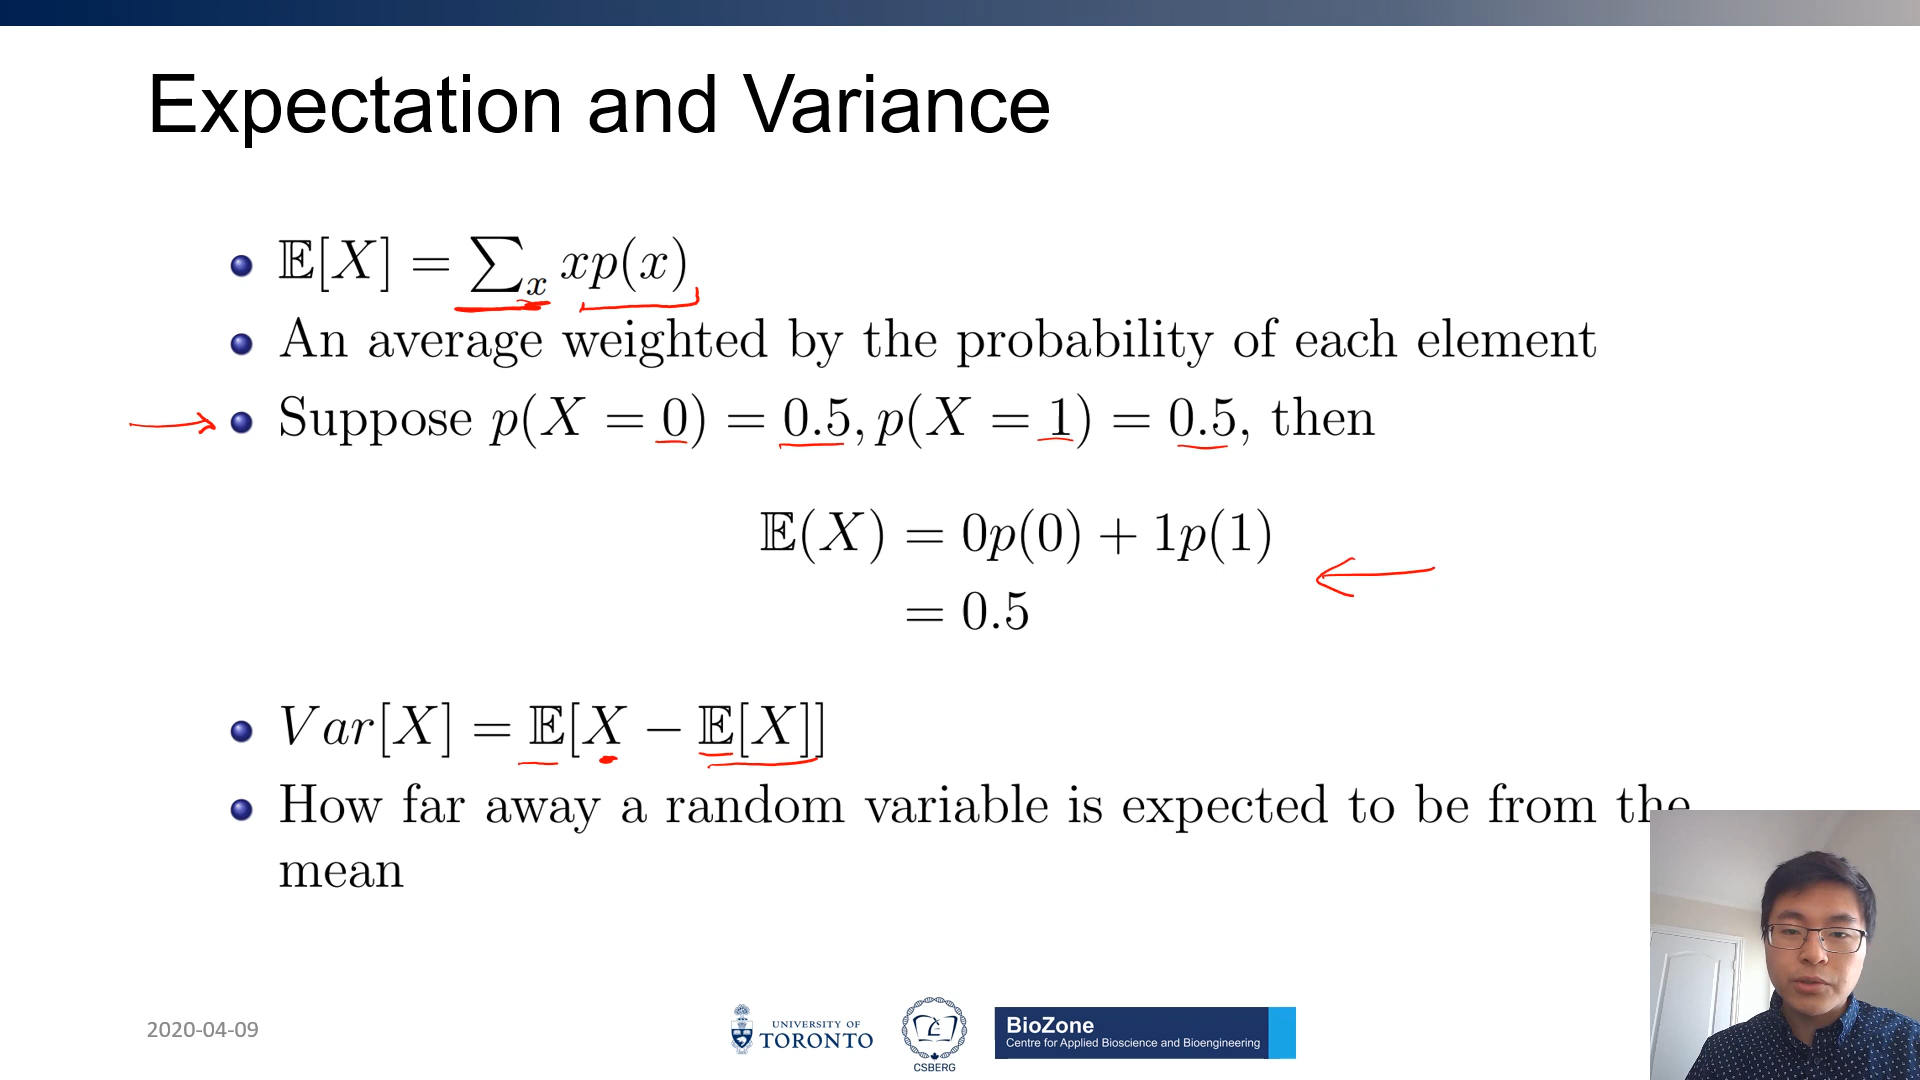 Expectation and Variance
𝔼[X] = ∑ₓ xp(x)
An average weighted by the probability of each element
Suppose p(X = 0) = 0.5, p(X = 1) = 0.5, then
𝔼(X) = 0p(0) + 1p(1)
= 0.5
Var[X] = 𝔼[X − 𝔼[X]]
How far away a random variable is expected to be from the
mean
2020-04-09
UNIVERSITY OF
TORONTO
CSBERG
BioZone
Centre for Applied Bioscience and Bioengineering